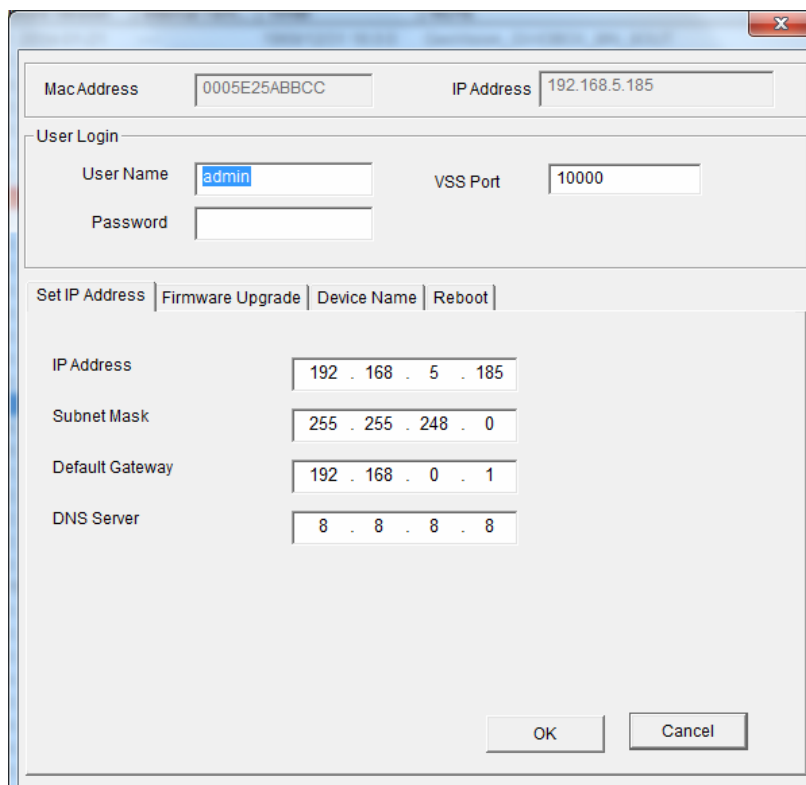 MacAddress 0005E25ABBCC IP Address 192.168.5.185
User Login
User Name admin VSS Port 10000
Password
Set IP Address Firmware Upgrade Device Name Reboot
IP Address 192 . 168 . 5 . 185
Subnet Mask 255 . 255 . 248 . 0
Default Gateway 192 . 168 . 0 . 1
DNS Server 8 . 8 . 8 . 8
OK Cancel